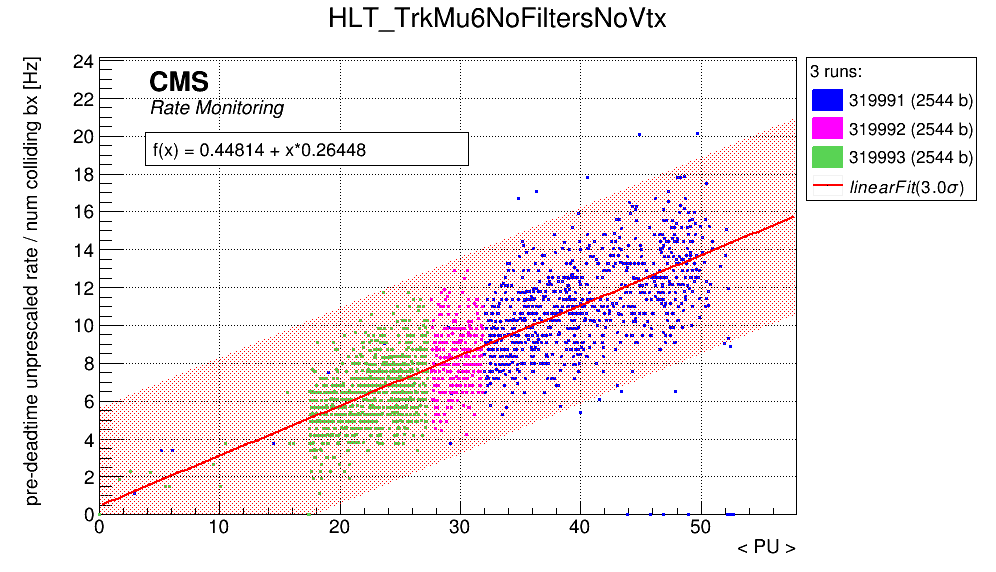 HLT_TrkMu6NoFiltersNoVtx
pre-deadtime unprescaled rate / num colliding bx [Hz]
24
22
20
18
16
14
12
10
8
6
4
2
0
CMS
Rate Monitoring
f(x) = 0.44814 + x*0.26448
3 runs:
319991 (2544 b)
319992 (2544 b)
319993 (2544 b)
linearFit(3.0σ)
0 10 20 30 40 50
< PU >